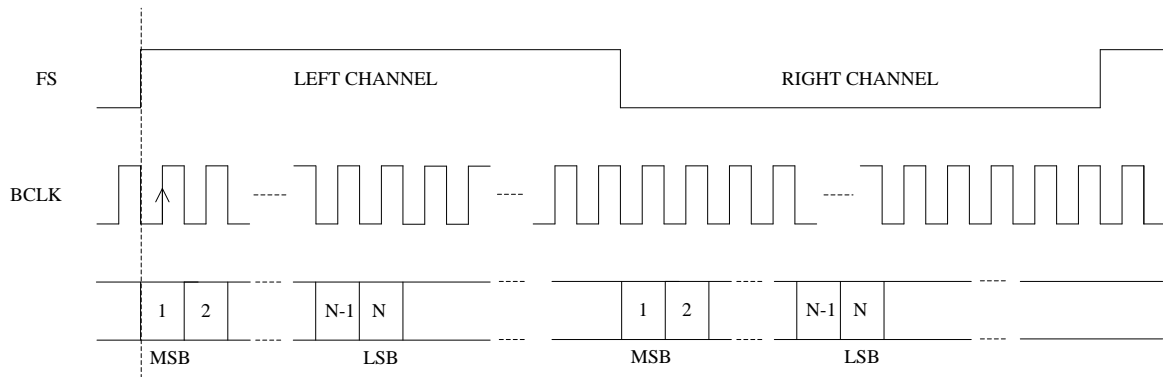 FS
LEFT CHANNEL
RIGHT CHANNEL
BCLK
1
2
N-1
N
1
2
N-1
N
MSB
LSB
MSB
LSB